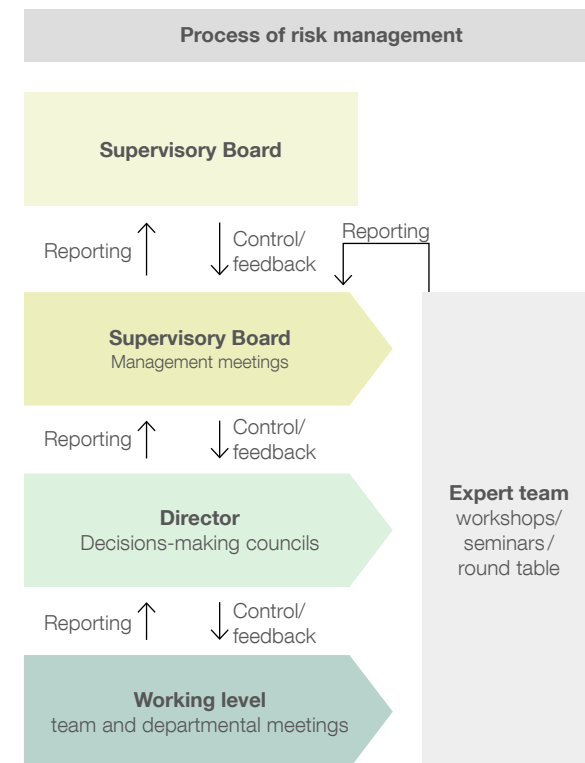 Process of risk management
Supervisory Board
Reporting
Control/
feedback
Reporting
Supervisory Board
Management meetings
Reporting
Control/
feedback
Director
Decisions-making councils
Expert team
workshops/
seminars/
round table
Reporting
Control/
feedback
Working level
team and departmental meetings